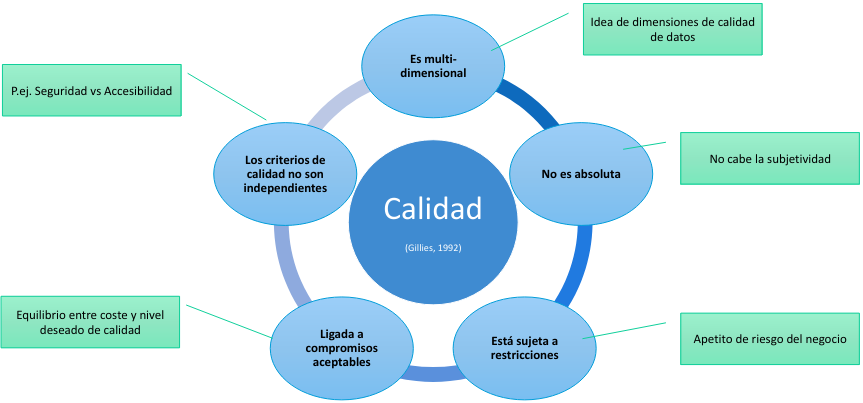 Idea de dimensiones de calidad
de datos
Es multi-
dimensional
P.ej. Seguridad vs Accesibilidad
No cabe la subjetividad
Los criterios de
calidad no son
independientes
No es absoluta
Calidad
(Gillies, 1992)
Equilibrio entre coste y nivel
deseado de calidad
Ligada a
compromisos
aceptables
Está sujeta a
restricciones
Apetito de riesgo del negocio